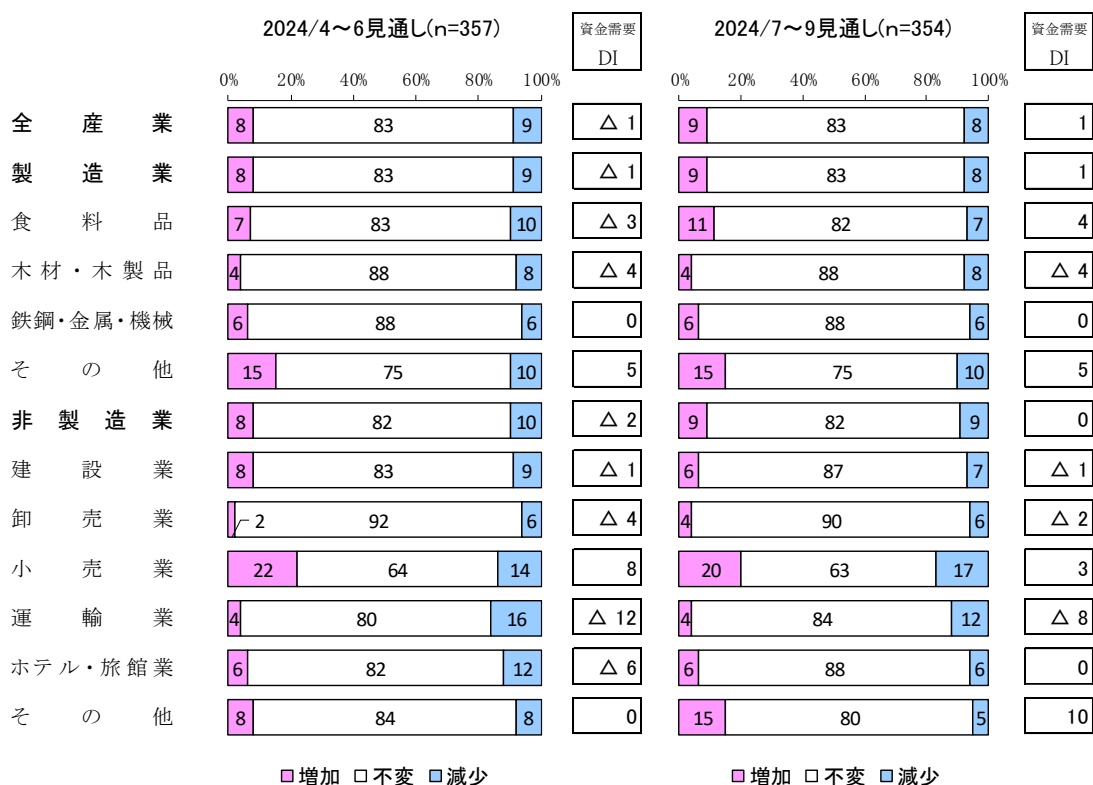 2024/4～6見通し(n=357) 資金需要 DI 2024/7～9見通し(n=354) 資金需要 DI
0% 20% 40% 60% 80% 100% 0% 20% 40% 60% 80% 100%
全産業 8 83 9 △ 1 9 83 8 1
製造業 8 83 9 △ 1 9 83 8 1
食料品 7 83 10 △ 3 11 82 7 4
木材・木製品 4 88 8 △ 4 4 88 8 △ 4
鉄鋼・金属・機械 6 88 6 0 6 88 6 0
その他 15 75 10 5 15 75 10 5
非製造業 8 82 10 △ 2 9 82 9 0
建設業 8 83 9 △ 1 6 87 7 △ 1
卸売業 2 92 6 △ 4 4 90 6 △ 2
小売業 22 64 14 8 20 63 17 3
運輸業 4 80 16 △ 12 4 84 12 △ 8
ホテル・旅館業 6 82 12 △ 6 6 88 6 0
その他 8 84 8 0 15 80 5 10
増加 不変 減少 増加 不変 減少